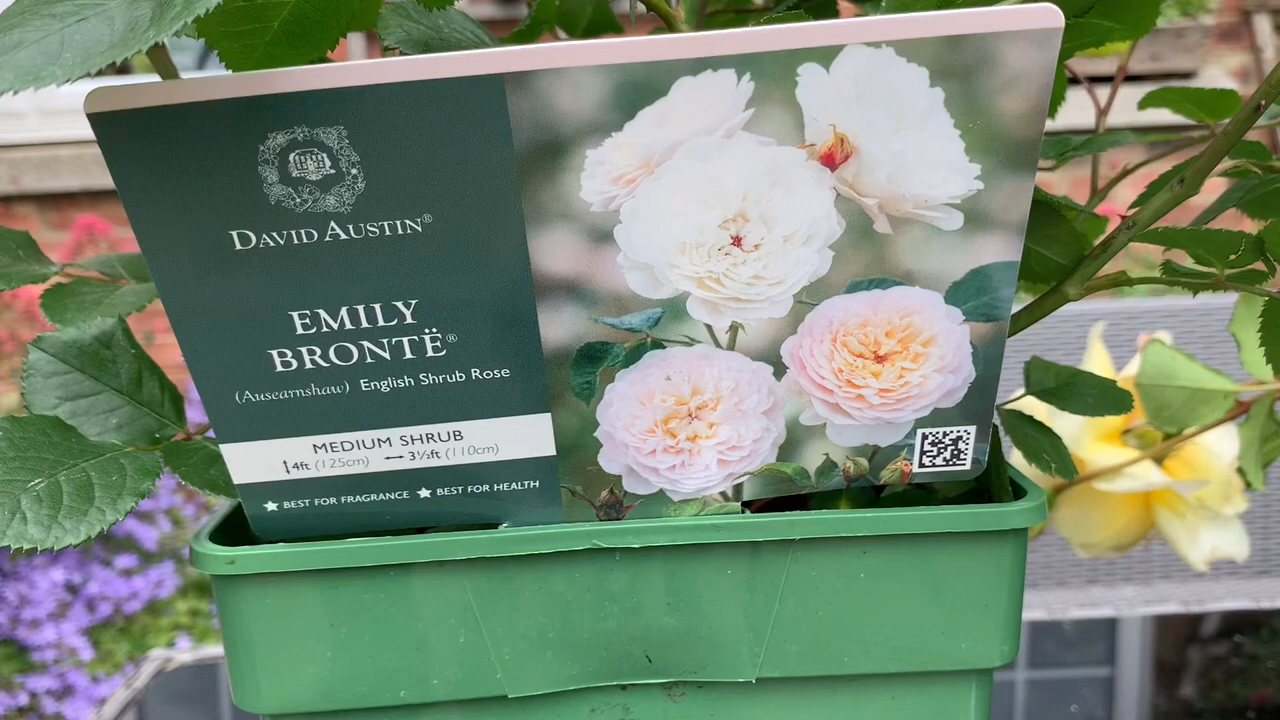 DAVID AUSTIN®
EMILY
BRONTË®
(Ausearnshaw) English Shrub Rose
MEDIUM SHRUB
4ft (125cm) 3½ft (110cm)
★ BEST FOR FRAGRANCE ★ BEST FOR HEALTH